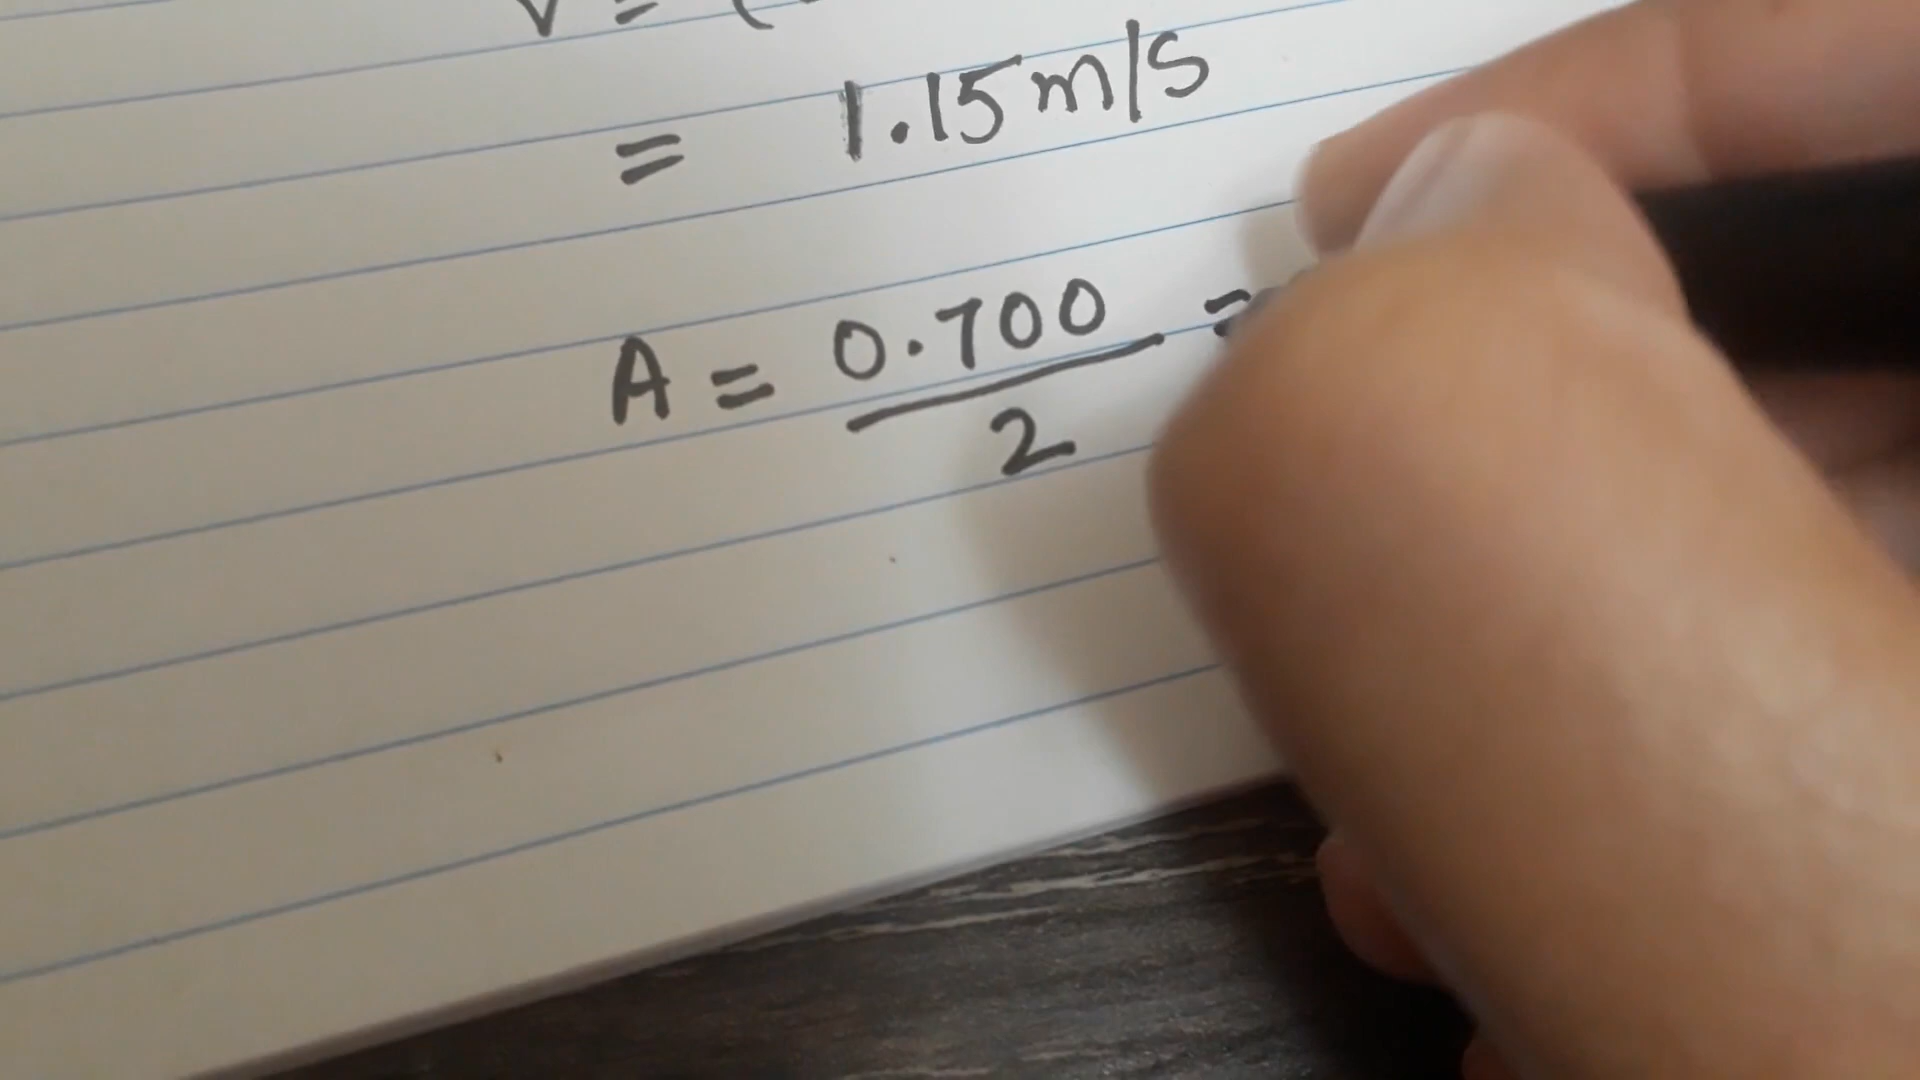 V = (
= 1.15 m/s
A = 0.700 / 2 =